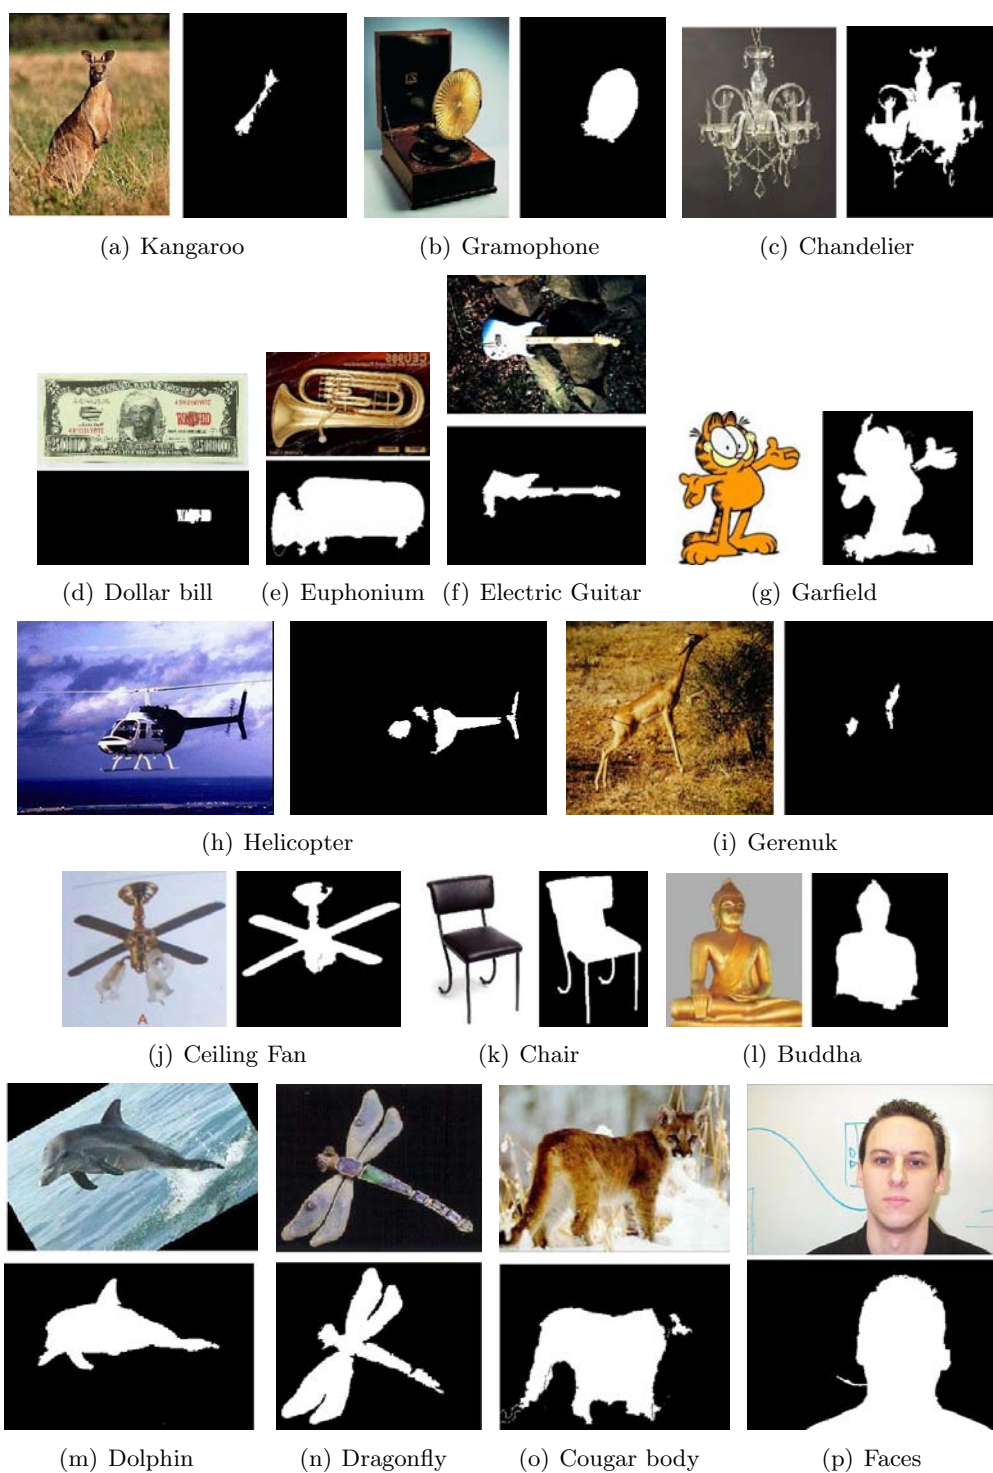 (a) Kangaroo
(b) Gramophone
(c) Chandelier
(d) Dollar bill
(e) Euphonium
(f) Electric Guitar
(g) Garfield
(h) Helicopter
(i) Gerenuk
A
(j) Ceiling Fan
(k) Chair
(l) Buddha
(m) Dolphin
(n) Dragonfly
(o) Cougar body
(p) Faces